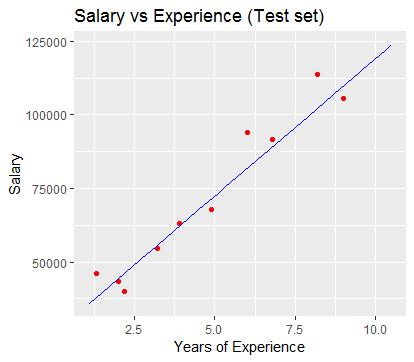 Salary vs Experience (Test set)
125000
100000
75000
50000
Salary
2.5 5.0 7.5 10.0
Years of Experience